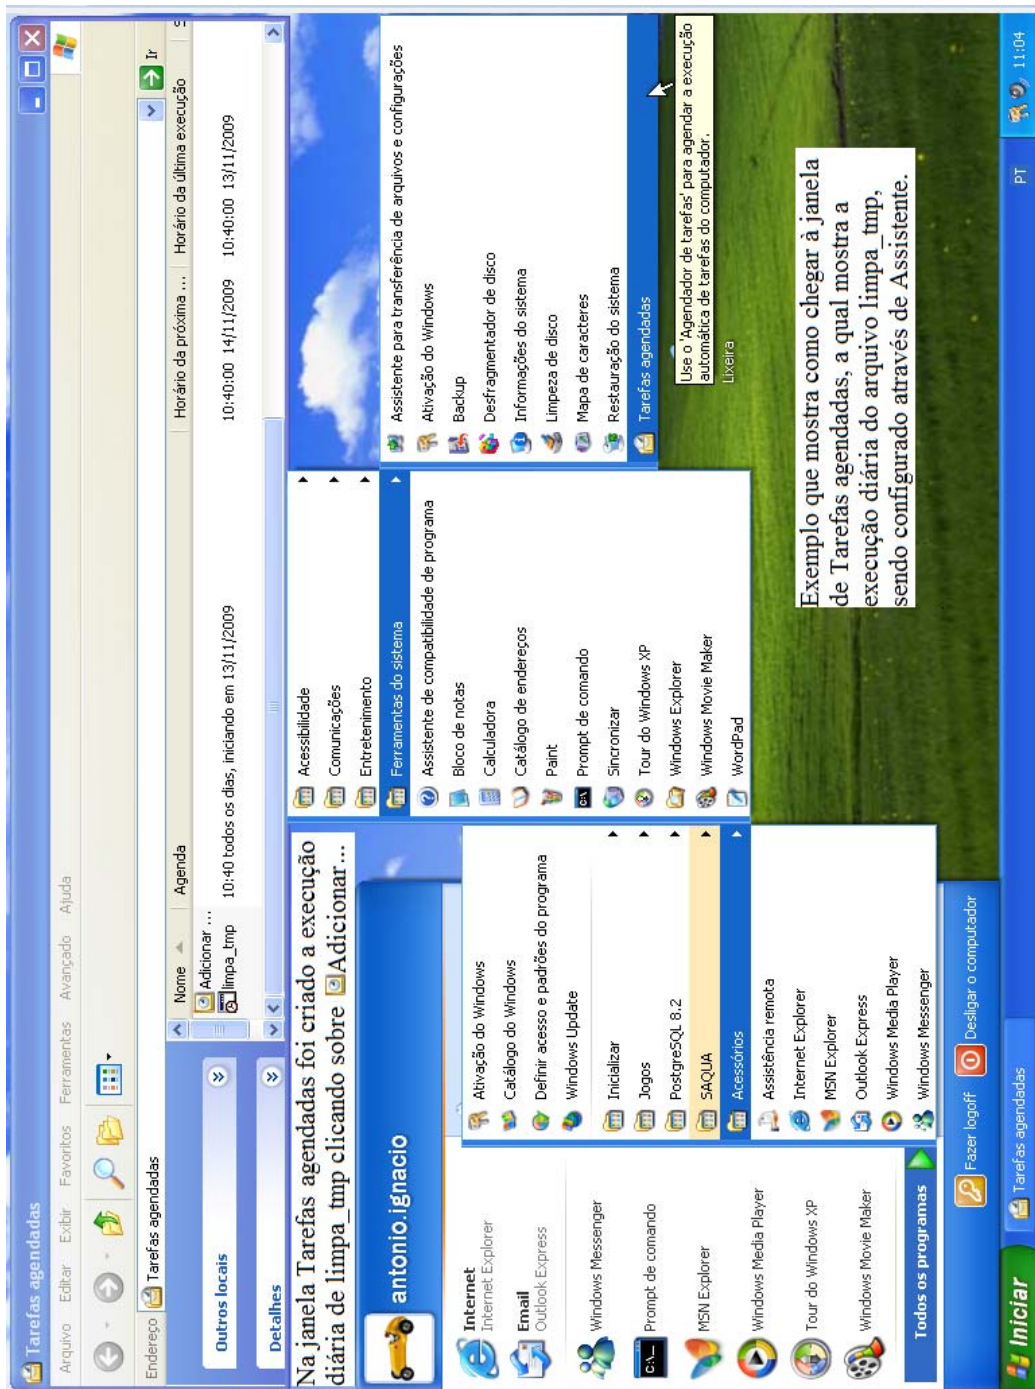 Tarefas agendadas
Arquivo Editar Exibir Favoritos Ferramentas Avançado Ajuda
Endereço Tarefas agendadas Ir
Outros locais
Detalhes
Nome Agenda Horário da próxima ... Horário da última execução
Adicionar ...
limpa_tmp 10:40 todos os dias, iniciando em 13/11/2009 10:40:00 14/11/2009 10:40:00 13/11/2009
Na janela Tarefas agendadas foi criado a execução
diária de limpa_tmp clicando sobre Adicionar...
antonio.ignacio
Internet
Internet Explorer
Email
Outlook Express
Windows Messenger
Prompt de comando
MSN Explorer
Windows Media Player
Tour do Windows XP
Windows Movie Maker
Todos os programas
Ativação do Windows
Catálogo do Windows
Definir acesso e padrões do programa
Windows Update
Inicializar
Jogos
PostgreSQL 8.2
SAQUA
Acessórios
Assistência remota
Internet Explorer
MSN Explorer
Outlook Express
Windows Media Player
Windows Messenger
Acessibilidade
Comunicações
Entretenimento
Ferramentas do sistema
Assistente de compatibilidade de programa
Bloco de notas
Calculadora
Catálogo de endereços
Paint
Prompt de comando
Sincronizar
Tour do Windows XP
Windows Explorer
Windows Movie Maker
WordPad
Assistente para transferência de arquivos e configurações
Ativação do Windows
Backup
Desfragmentador de disco
Informações do sistema
Limpeza de disco
Mapa de caracteres
Restauração do sistema
Tarefas agendadas
Use o 'Agendador de tarefas' para agendar a execução
automática de tarefas do computador.
Lixeira
Exemplo que mostra como chegar à janela
de Tarefas agendadas, a qual mostra a
execução diária do arquivo limpa_tmp,
sendo configurado através de Assistente.
Fazer logoff Desligar o computador
Iniciar Tarefas agendadas PT 11:04